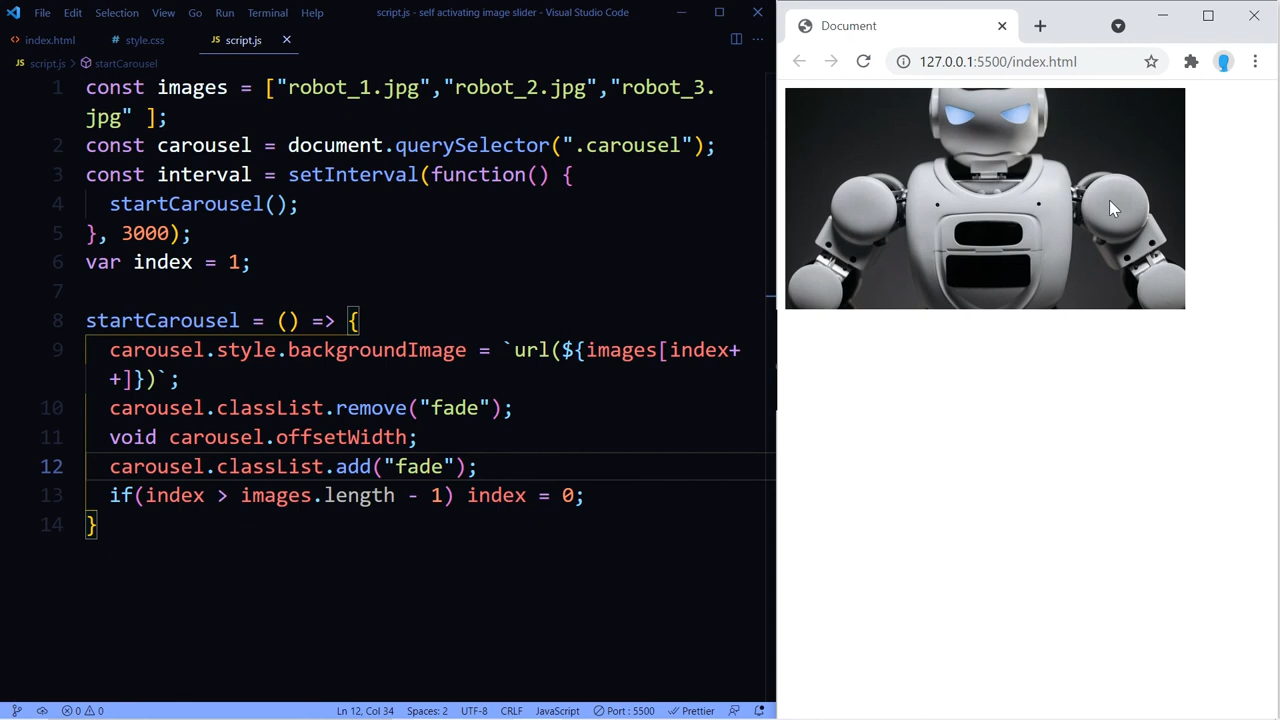 File Edit Selection View Go Run Terminal Help script.js - self activating image slider - Visual Studio Code
index.html style.css JS script.js
JS script.js startCarousel
1 const images = ["robot_1.jpg","robot_2.jpg","robot_3.
jpg" ];
2 const carousel = document.querySelector(".carousel");
3 const interval = setInterval(function() {
4 startCarousel();
5 }, 3000);
6 var index = 1;
7
8 startCarousel = () => {
9 carousel.style.backgroundImage = `url(${images[index+
+]})`;
10 carousel.classList.remove("fade");
11 void carousel.offsetWidth;
12 carousel.classList.add("fade");
13 if(index > images.length - 1) index = 0;
14 }
0 0 Ln 12, Col 34 Spaces: 2 UTF-8 CRLF JavaScript Port : 5500 Prettier
Document
127.0.0.1:5500/index.html